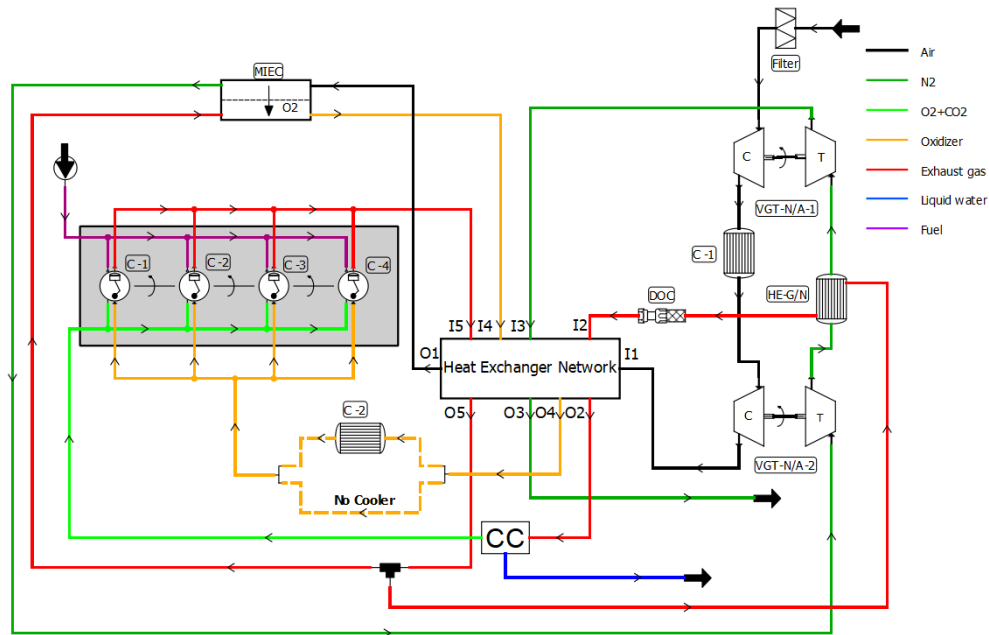 Filter
Air
N2
O2+CO2
Oxidizer
Exhaust gas
Liquid water
Fuel
MIEC
O2
C
T
VGT-N/A-1
C -1
C -1
C -2
C -3
C -4
DOC
HE-G/N
I5
I4
I3
I2
O1
I1
Heat Exchanger Network
O5
O3
O4
O2
C
T
VGT-N/A-2
C -2
No Cooler
CC